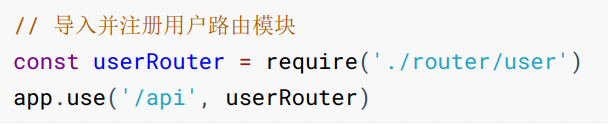 // 导入并注册用户路由模块
const userRouter = require('./router/user')
app.use('/api', userRouter)